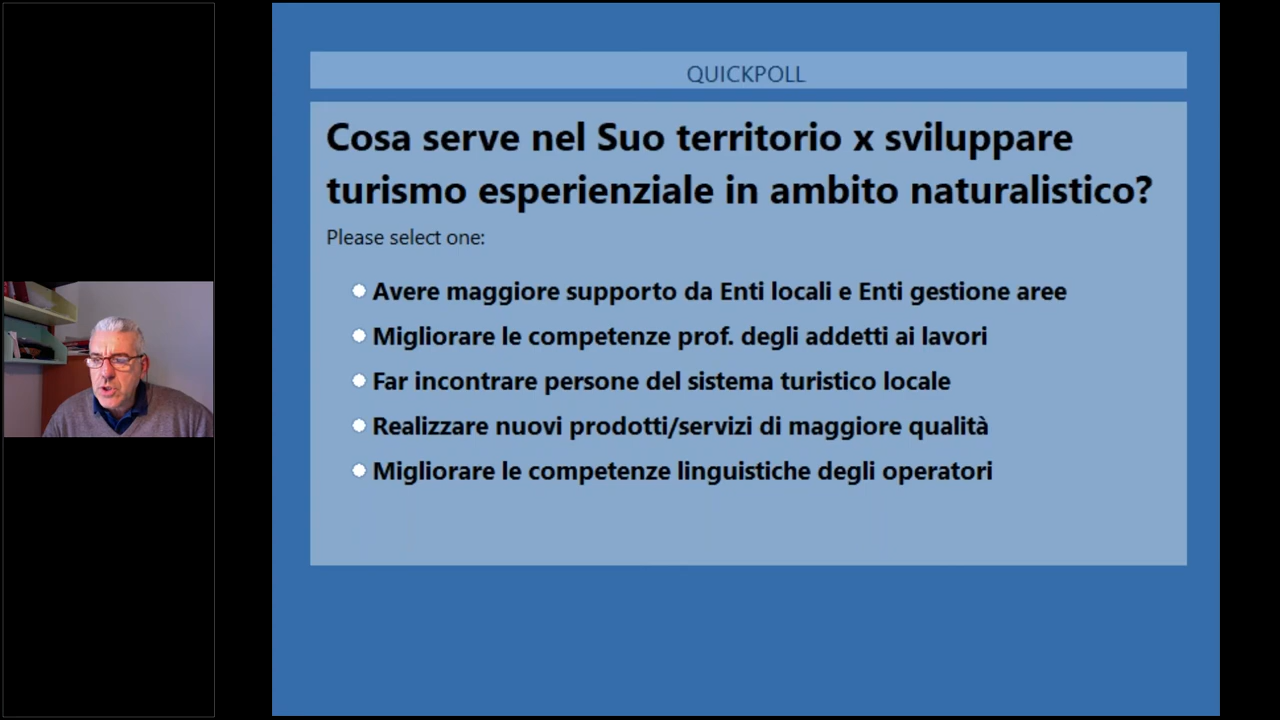 QUICKPOLL
Cosa serve nel Suo territorio x sviluppare
turismo esperienziale in ambito naturalistico?
Please select one:
Avere maggiore supporto da Enti locali e Enti gestione aree
Migliorare le competenze prof. degli addetti ai lavori
Far incontrare persone del sistema turistico locale
Realizzare nuovi prodotti/servizi di maggiore qualità
Migliorare le competenze linguistiche degli operatori